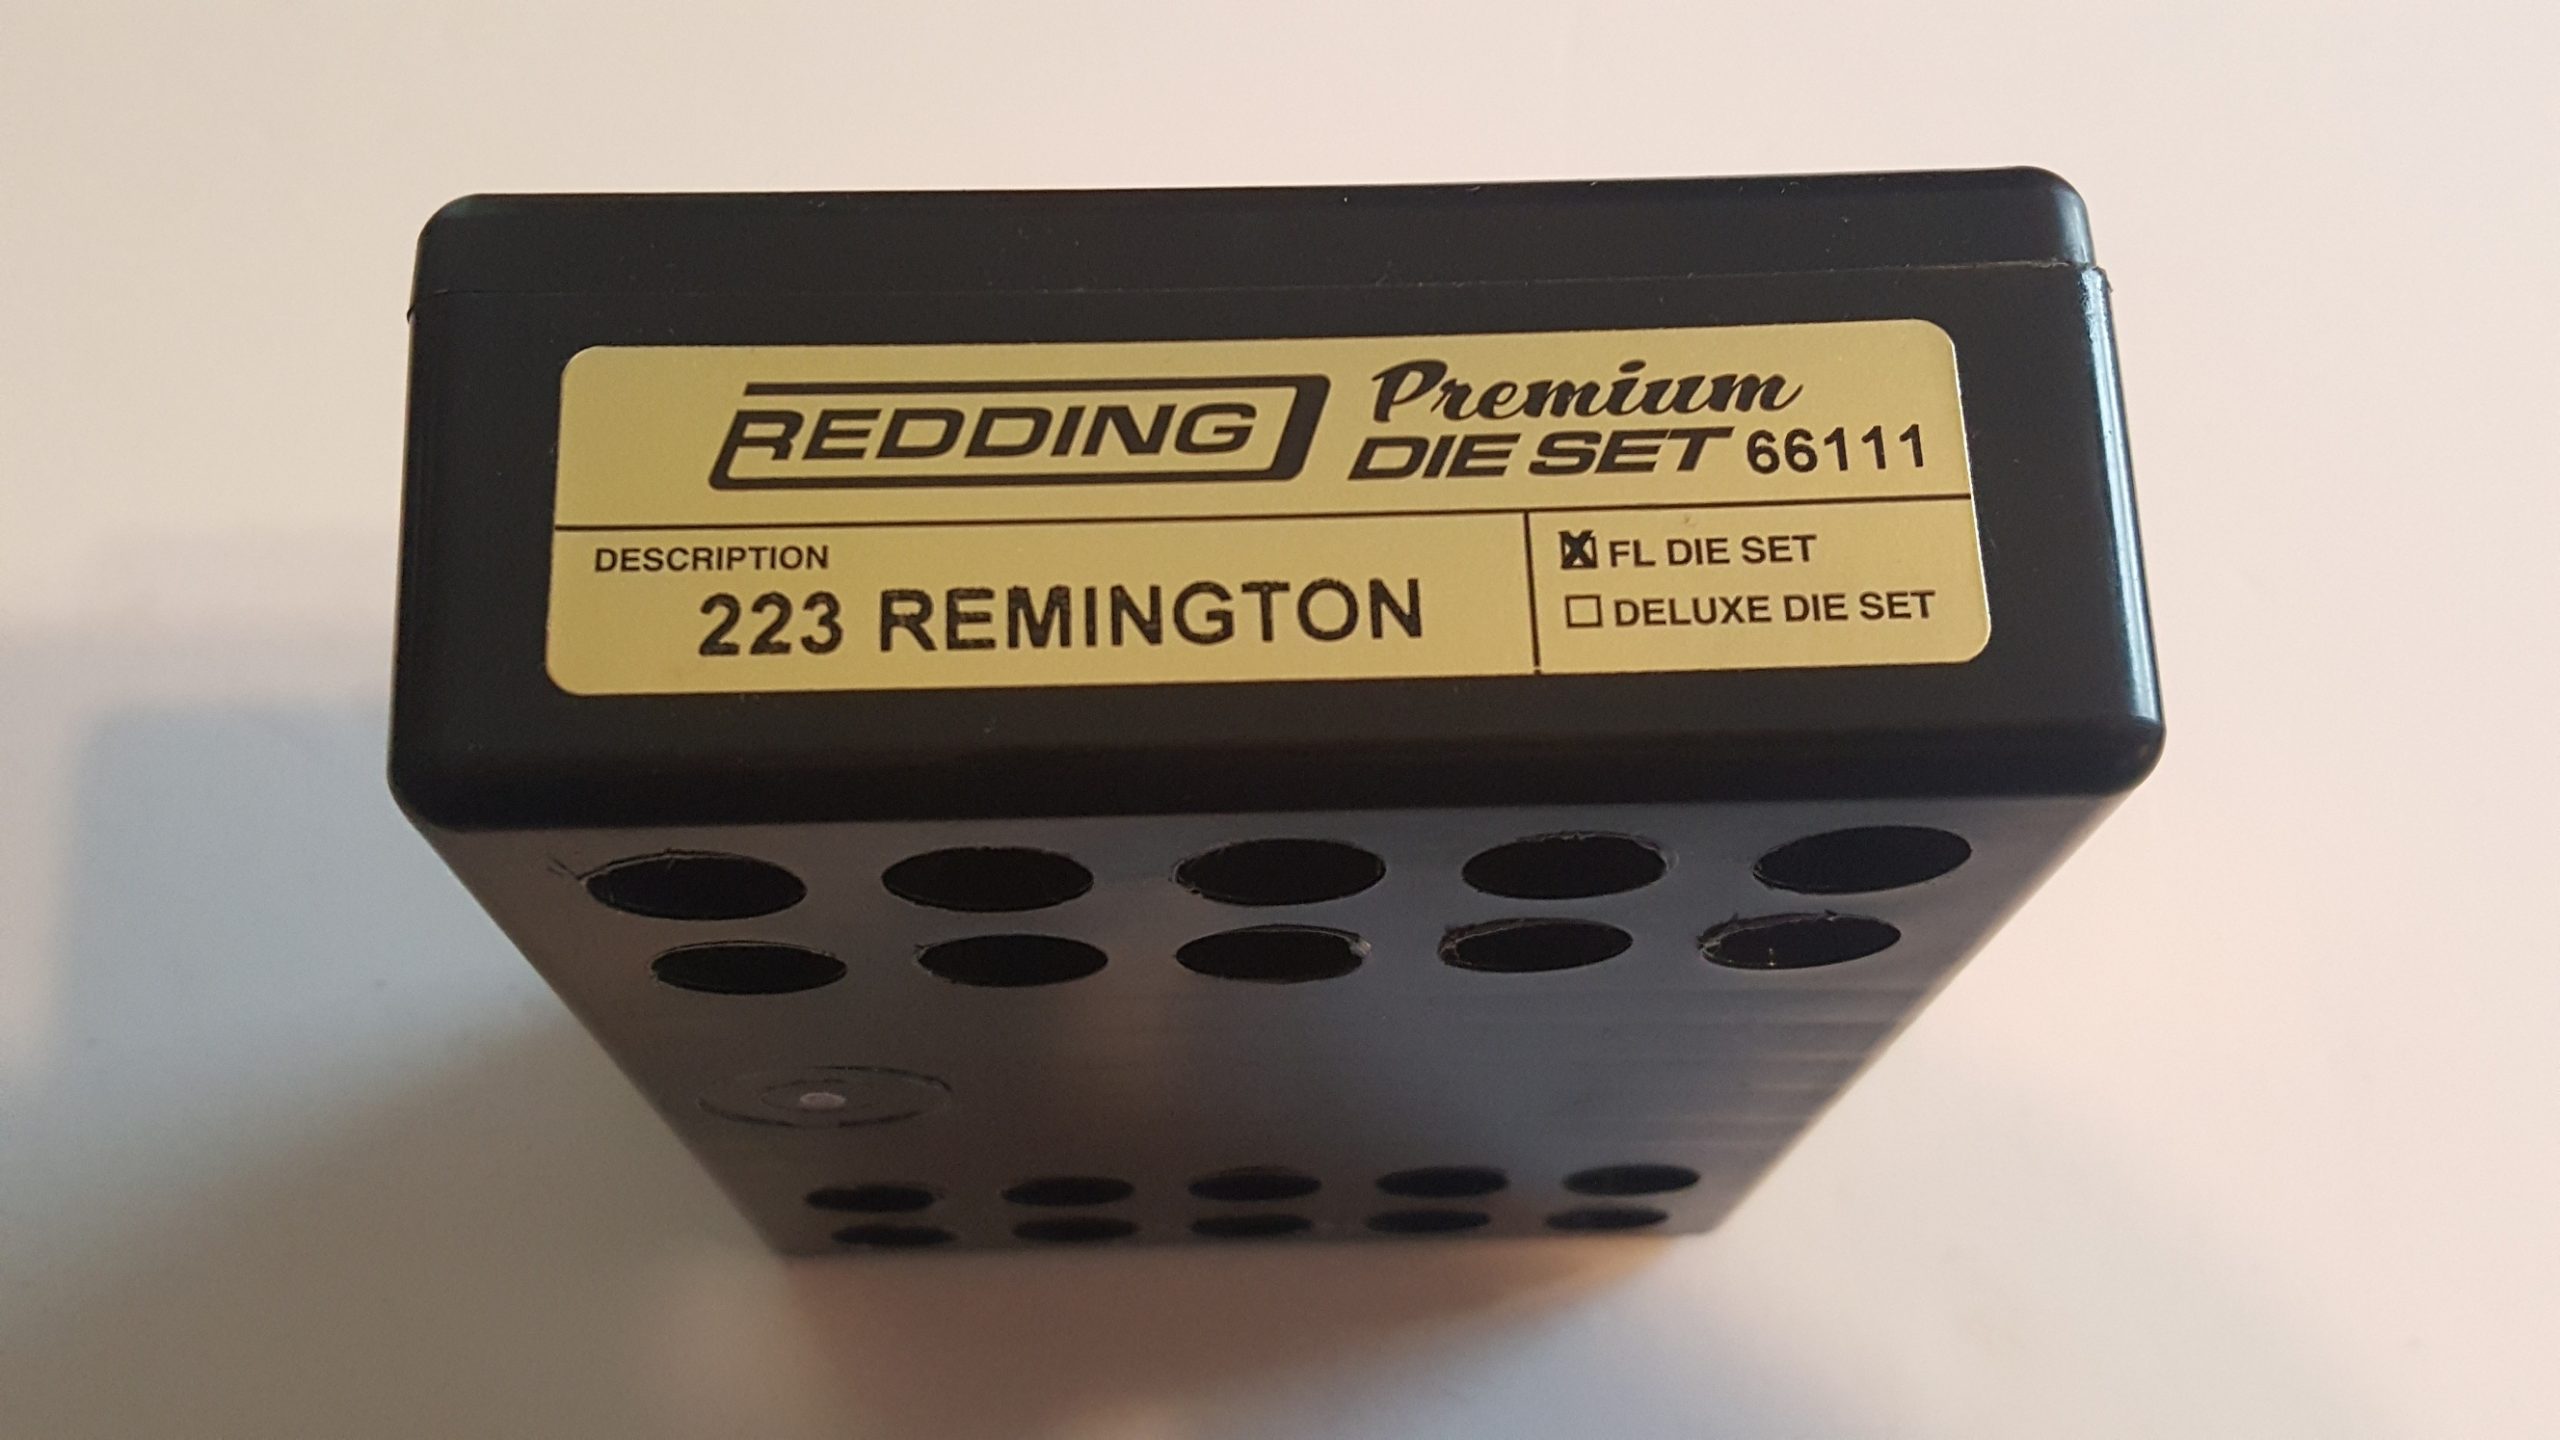 REDDING Premium
DIE SET 66111
DESCRIPTION
223 REMINGTON
FL DIE SET
DELUXE DIE SET